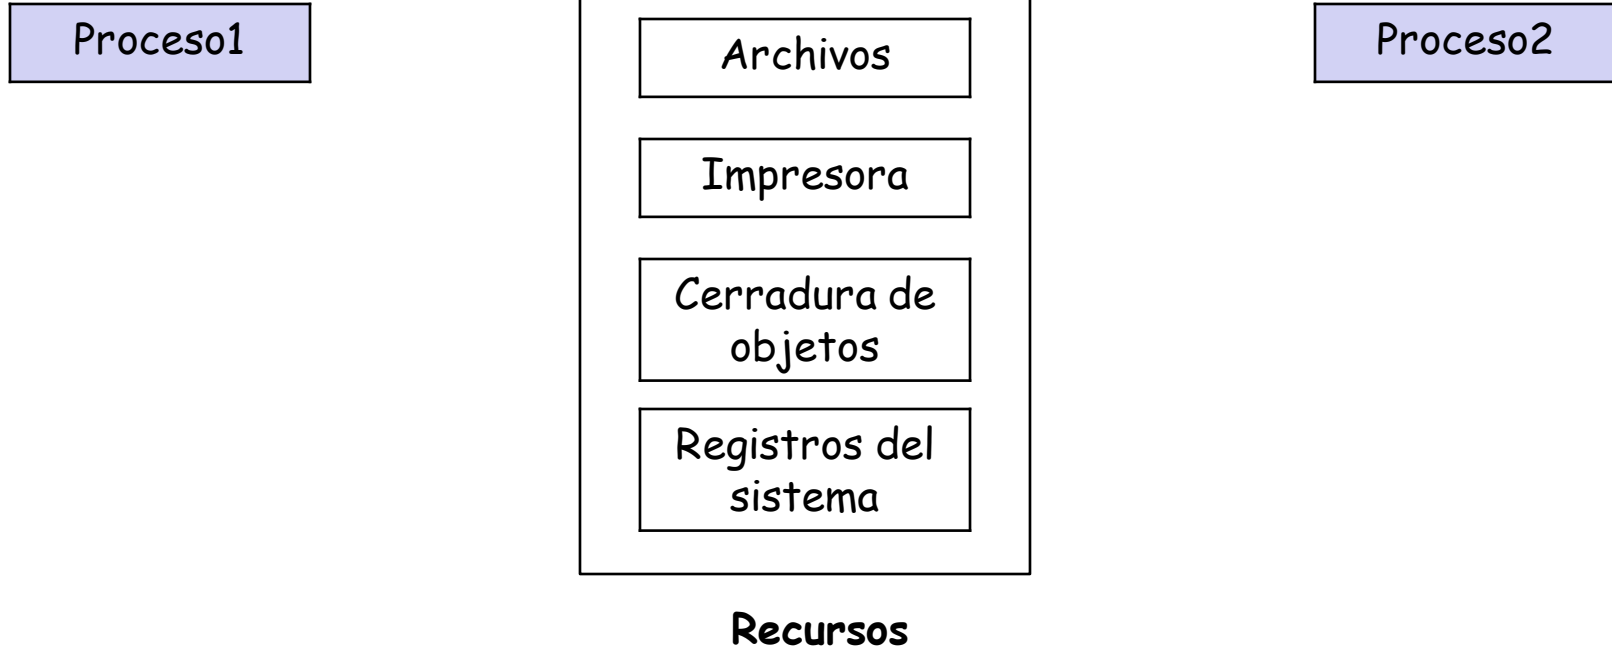 Proceso1
Archivos
Proceso2
Impresora
Cerradura de
objetos
Registros del
sistema
Recursos